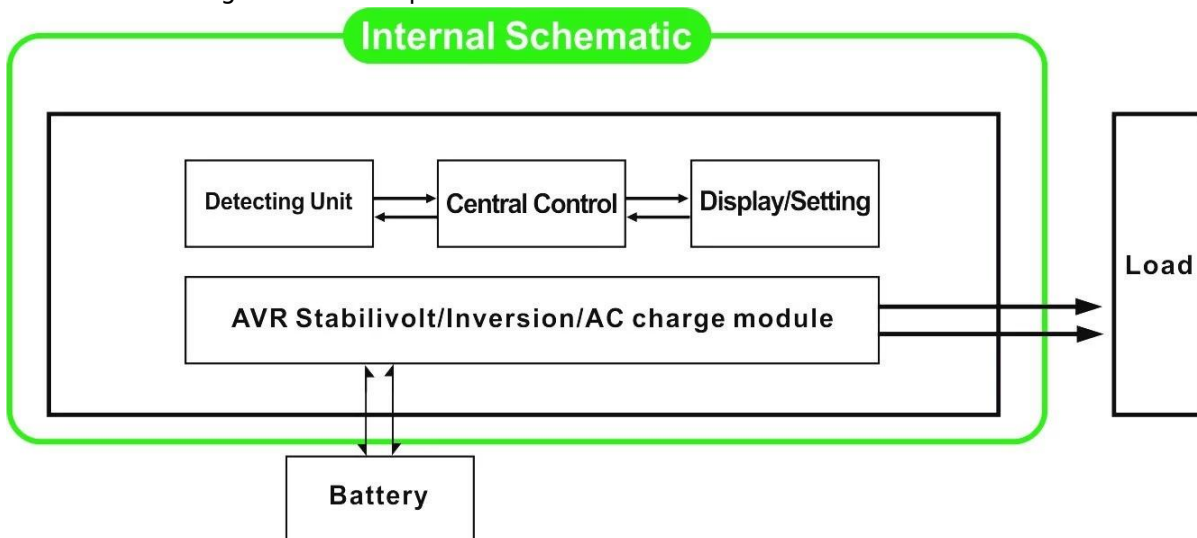 Internal Schematic
Detecting Unit
Central Control
Display/Setting
Load
AVR Stabilivolt/Inversion/AC charge module
Battery